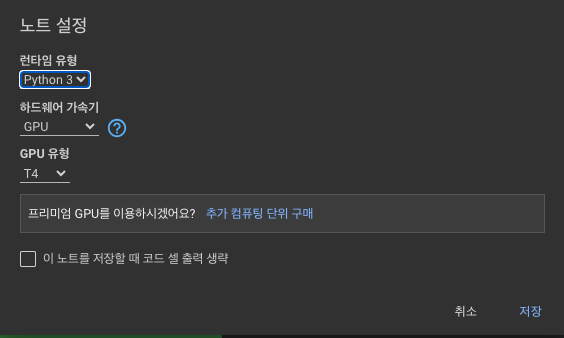 노트 설정
런타임 유형
Python 3
하드웨어 가속기
GPU
?
GPU 유형
T4
프리미엄 GPU를 이용하시겠어요? 추가 컴퓨팅 단위 구매
이 노트를 저장할 때 코드 셀 출력 생략
취소 저장